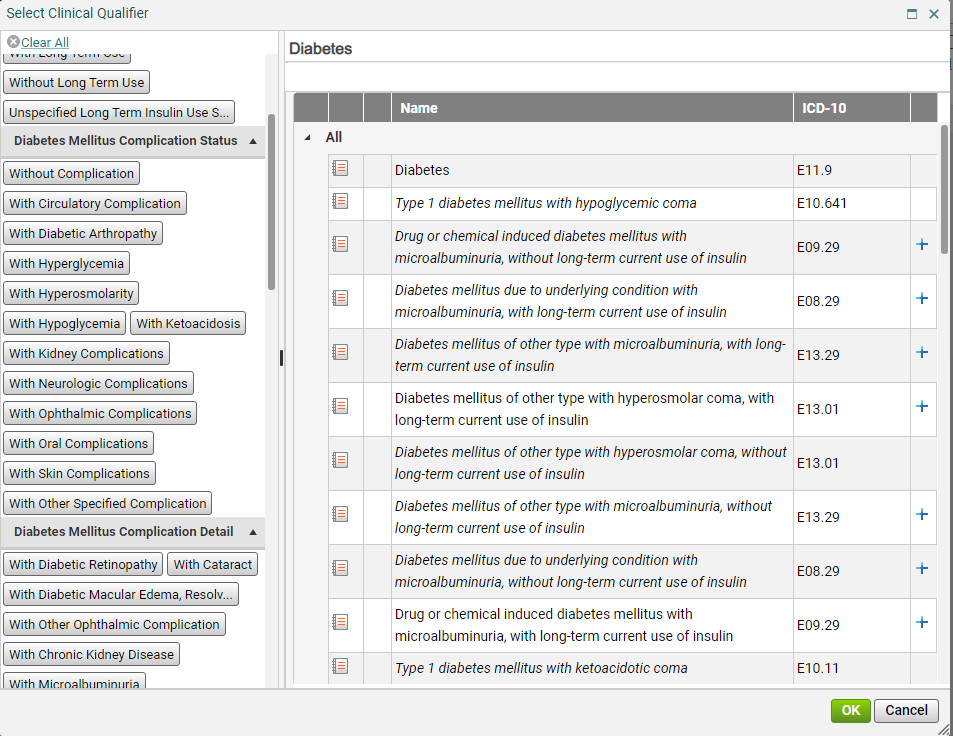 Select Clinical Qualifier
Clear All
With Long Term Use
Without Long Term Use
Unspecified Long Term Insulin Use S...
Diabetes Mellitus Complication Status
Without Complication
With Circulatory Complication
With Diabetic Arthropathy
With Hyperglycemia
With Hyperosmolarity
With Hypoglycemia With Ketoacidosis
With Kidney Complications
With Neurologic Complications
With Ophthalmic Complications
With Oral Complications
With Skin Complications
With Other Specified Complication
Diabetes Mellitus Complication Detail
With Diabetic Retinopathy With Cataract
With Diabetic Macular Edema, Resolv...
With Other Ophthalmic Complication
With Chronic Kidney Disease
With Microalbuminuria
Diabetes
Name ICD-10
All
Diabetes E11.9
Type 1 diabetes mellitus with hypoglycemic coma E10.641
Drug or chemical induced diabetes mellitus with
microalbuminuria, without long-term current use of insulin E09.29 +
Diabetes mellitus due to underlying condition with
microalbuminuria, with long-term current use of insulin E08.29 +
Diabetes mellitus of other type with microalbuminuria, with long-
term current use of insulin E13.29 +
Diabetes mellitus of other type with hyperosmolar coma, with
long-term current use of insulin E13.01 +
Diabetes mellitus of other type with hyperosmolar coma, without
long-term current use of insulin E13.01
Diabetes mellitus of other type with microalbuminuria, without
long-term current use of insulin E13.29 +
Diabetes mellitus due to underlying condition with
microalbuminuria, without long-term current use of insulin E08.29 +
Drug or chemical induced diabetes mellitus with
microalbuminuria, with long-term current use of insulin E09.29 +
Type 1 diabetes mellitus with ketoacidotic coma E10.11
OK Cancel